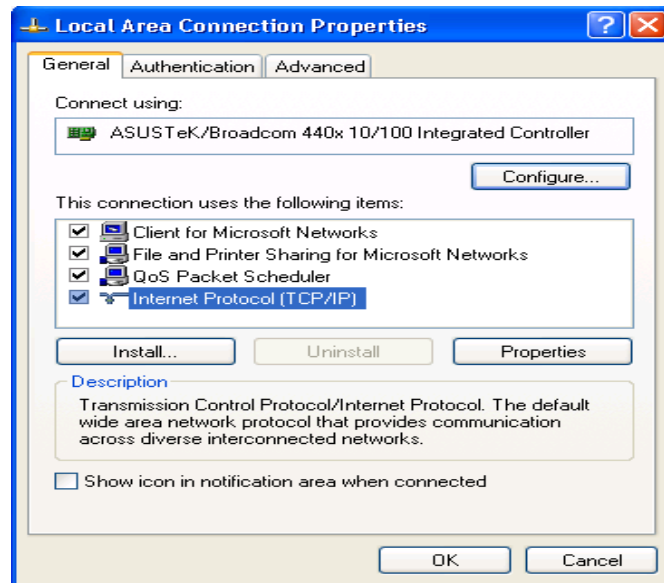 Local Area Connection Properties
General Authentication Advanced
Connect using:
ASUSTeK/Broadcom 440x 10/100 Integrated Controller
Configure...
This connection uses the following items:
Client for Microsoft Networks
File and Printer Sharing for Microsoft Networks
QoS Packet Scheduler
Internet Protocol (TCP/IP)
Install... Uninstall Properties
Description
Transmission Control Protocol/Internet Protocol. The default
wide area network protocol that provides communication
across diverse interconnected networks.
Show icon in notification area when connected
OK Cancel